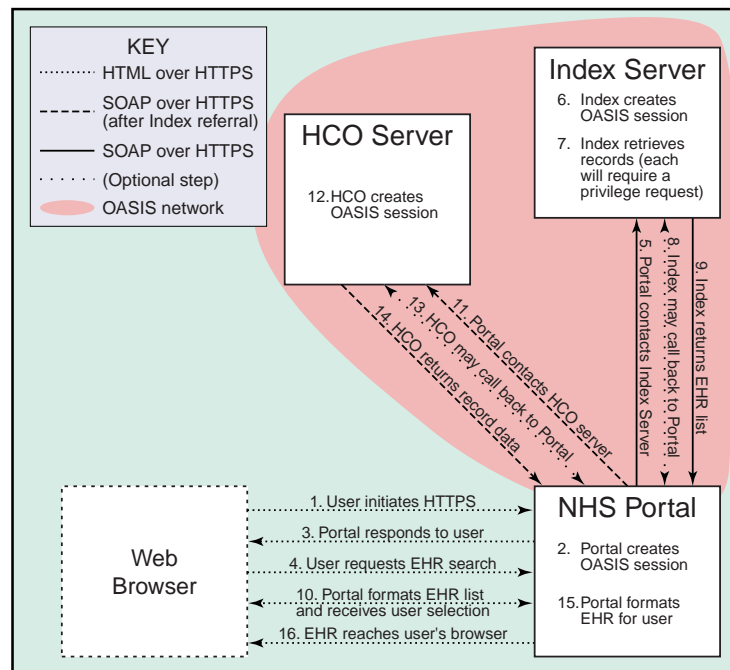 KEY
HTML over HTTPS
SOAP over HTTPS
(after Index referral)
SOAP over HTTPS
(Optional step)
OASIS network
HCO Server
12. HCO creates
OASIS session
Index Server
6. Index creates
OASIS session
7. Index retrieves
records (each
will require a
privilege request)
5. Portal contacts Index Server
8. Index may call back to Portal
9. Index returns EHR list
11. Portal contacts HCO server
13. HCO may call back to Portal
14. HCO returns record data
Web
Browser
1. User initiates HTTPS
3. Portal responds to user
4. User requests EHR search
10. Portal formats EHR list
and receives user selection
16. EHR reaches user's browser
NHS Portal
2. Portal creates
OASIS session
15. Portal formats
EHR for user